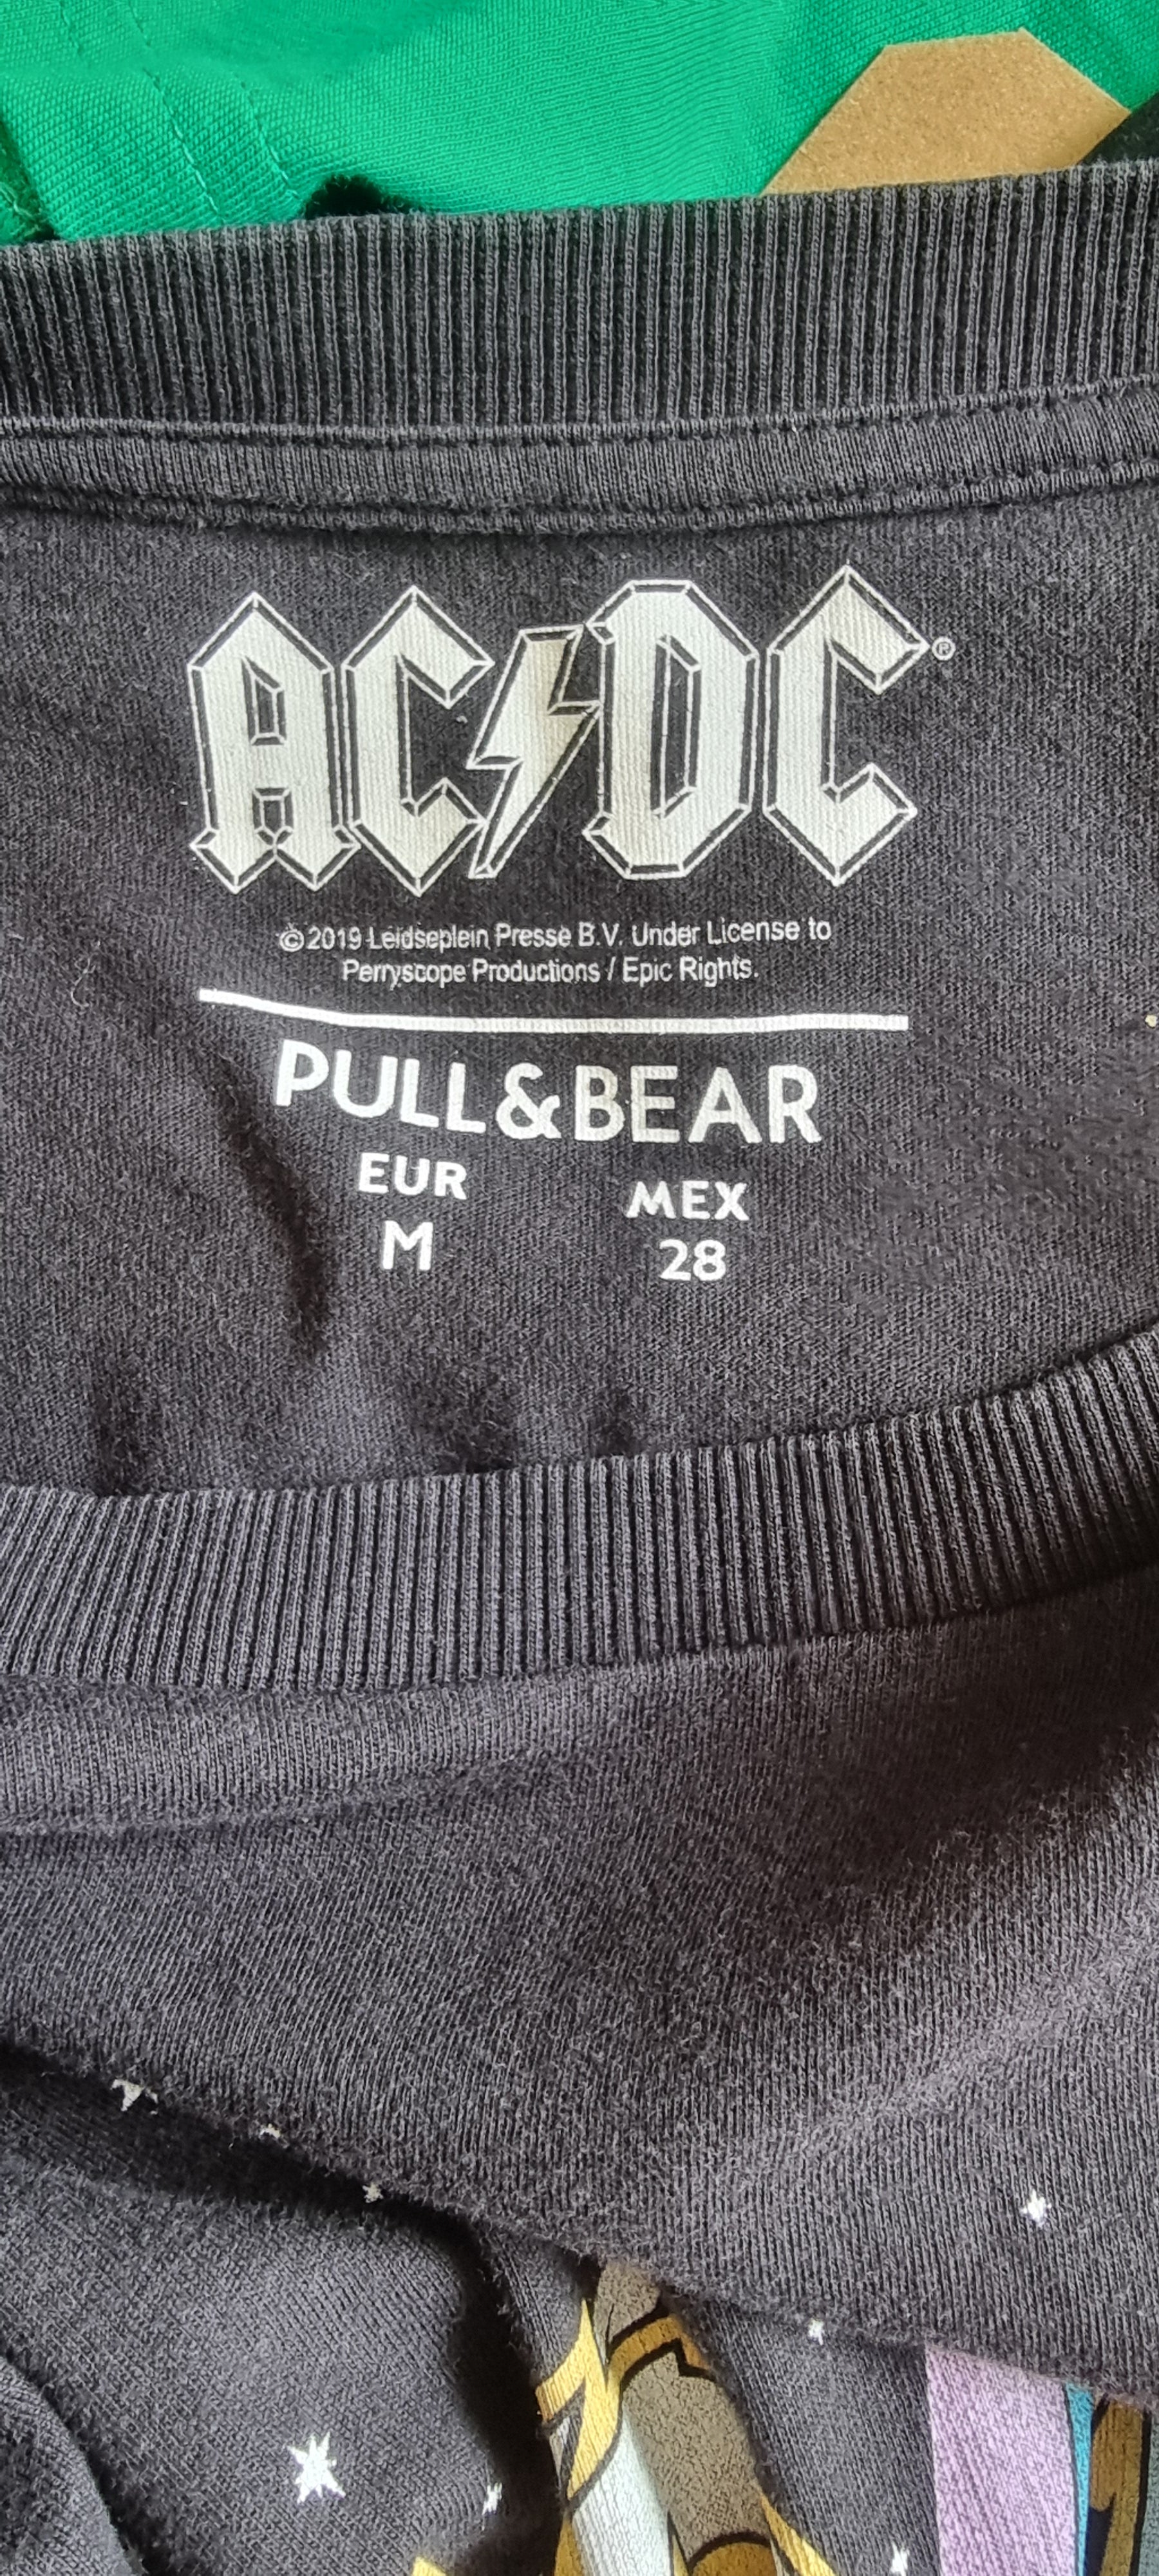 AC⚡DC®
©2019 Leidseplein Presse B.V. Under License to
Perryscope Productions / Epic Rights.
PULL&BEAR
EUR MEX
M 28